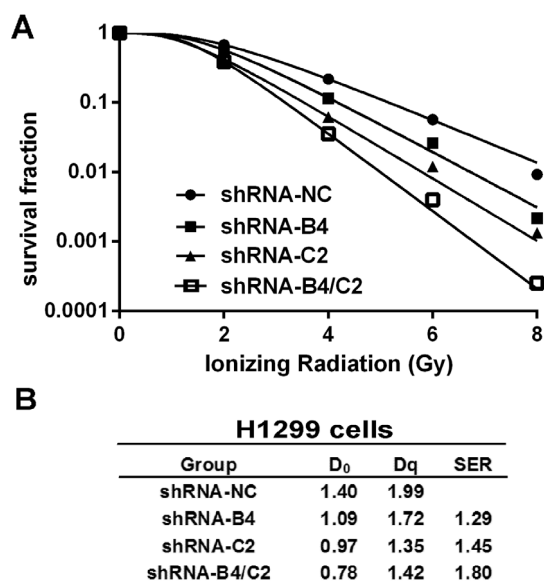 A
1
0.1
0.01
0.001
0.0001
survival fraction
shRNA-NC
shRNA-B4
shRNA-C2
shRNA-B4/C2
0 2 4 6 8
Ionizing Radiation (Gy)
B
H1299 cells
Group D₀ Dq SER
shRNA-NC 1.40 1.99
shRNA-B4 1.09 1.72 1.29
shRNA-C2 0.97 1.35 1.45
shRNA-B4/C2 0.78 1.42 1.80